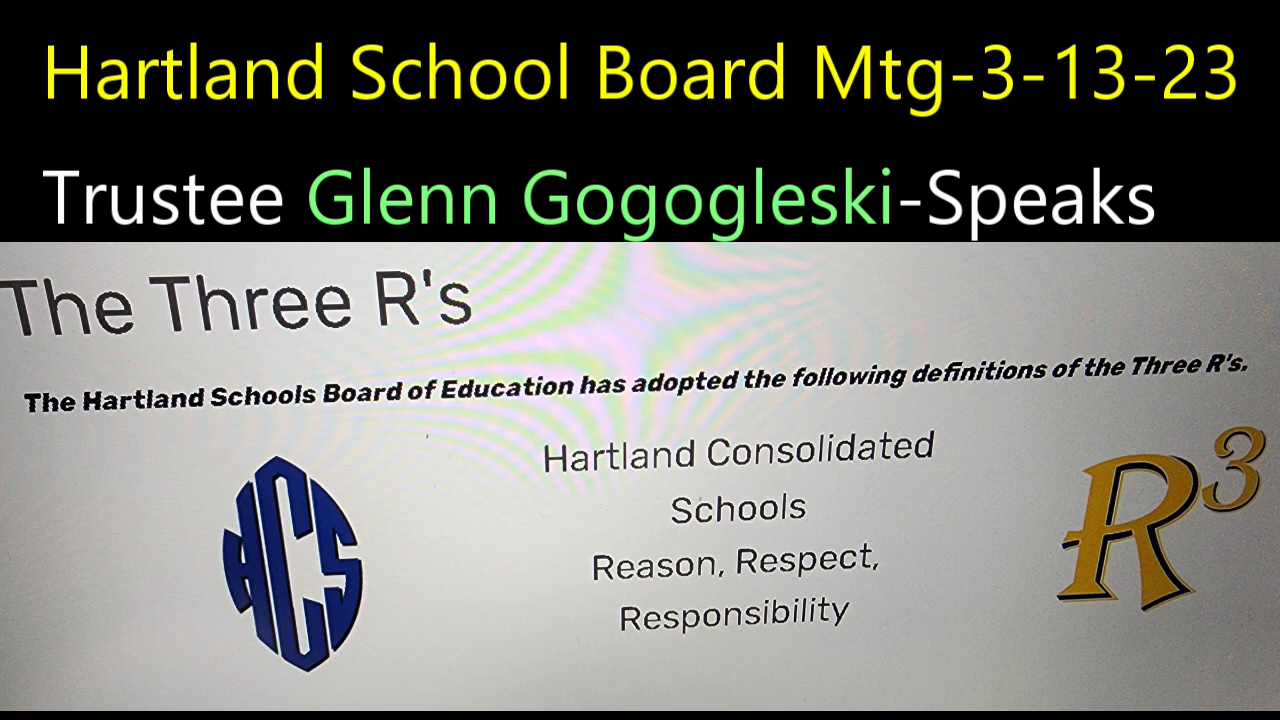 Hartland School Board Mtg-3-13-23
Trustee Glenn Gogogleski-Speaks
The Three R's
The Hartland Schools Board of Education has adopted the following definitions of the Three R's.
Hartland Consolidated
Schools
Reason, Respect,
Responsibility
HCS
R3